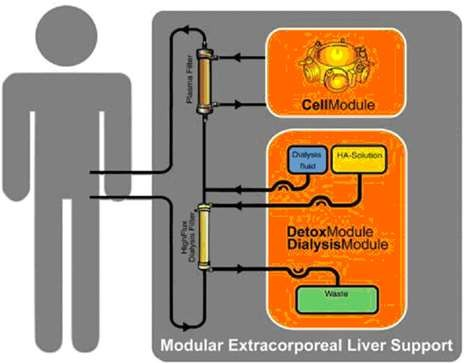 Plasma Filter
CellModule
Dialysis
fluid
HA-Solution
HighFlux
Dialysis Filter
DetoxModule
DialysisModule
Waste
Modular Extracorporeal Liver Support